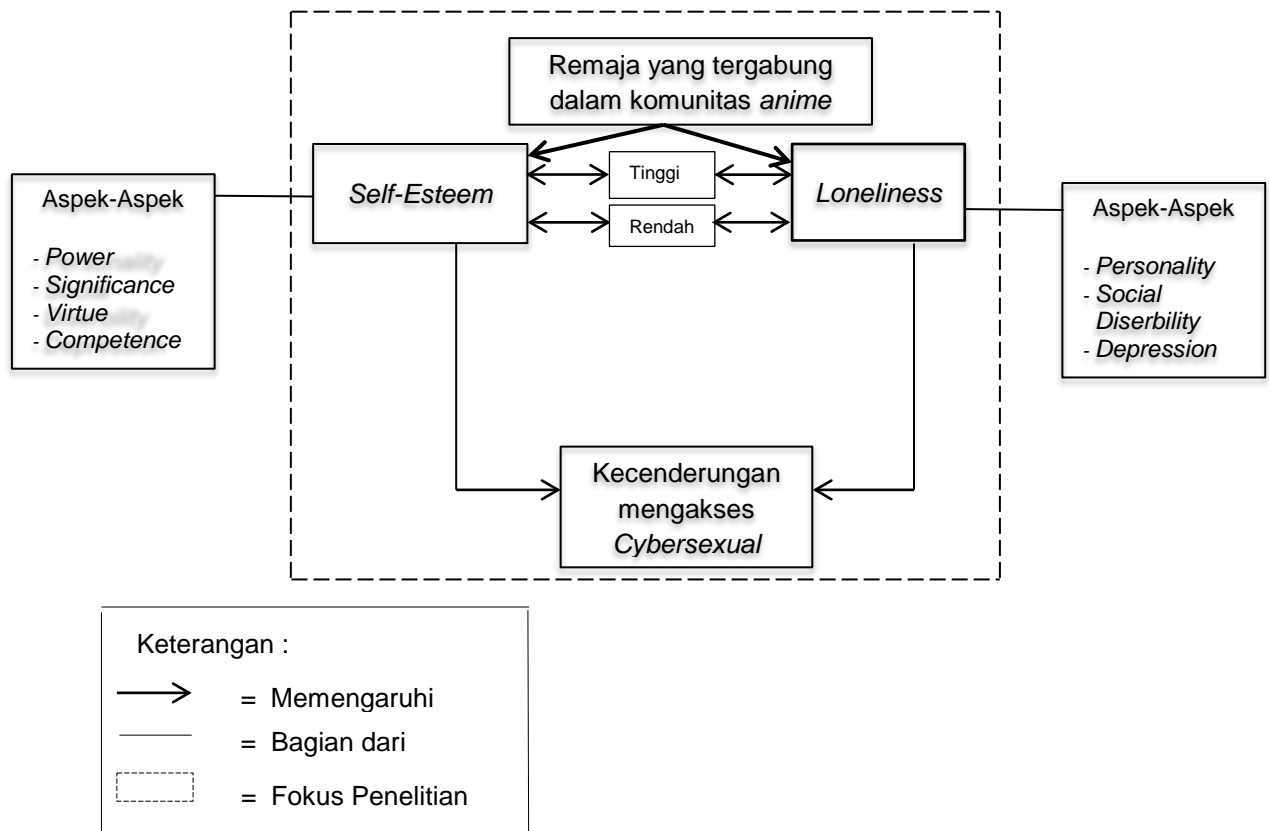 Remaja yang tergabung
dalam komunitas anime
Self-Esteem
Tinggi
Rendah
Loneliness
Aspek-Aspek
- Power
- Significance
- Virtue
- Competence
Aspek-Aspek
- Personality
- Social
Diserbility
- Depression
Kecenderungan
mengakses
Cybersexual
Keterangan :
= Memengaruhi
= Bagian dari
= Fokus Penelitian